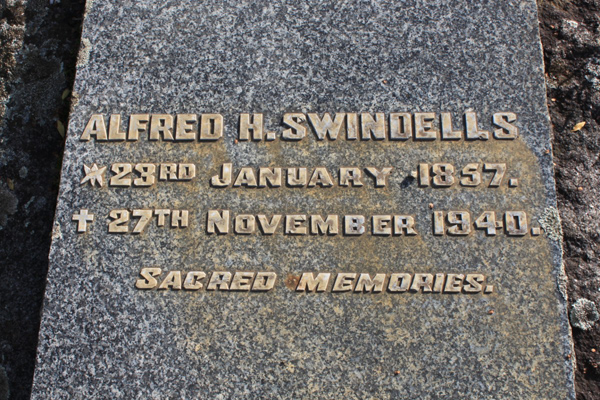 ALFRED H. SWINDELLS
* 23RD JANUARY 1857.
✝ 27TH NOVEMBER 1940.
SACRED MEMORIES.